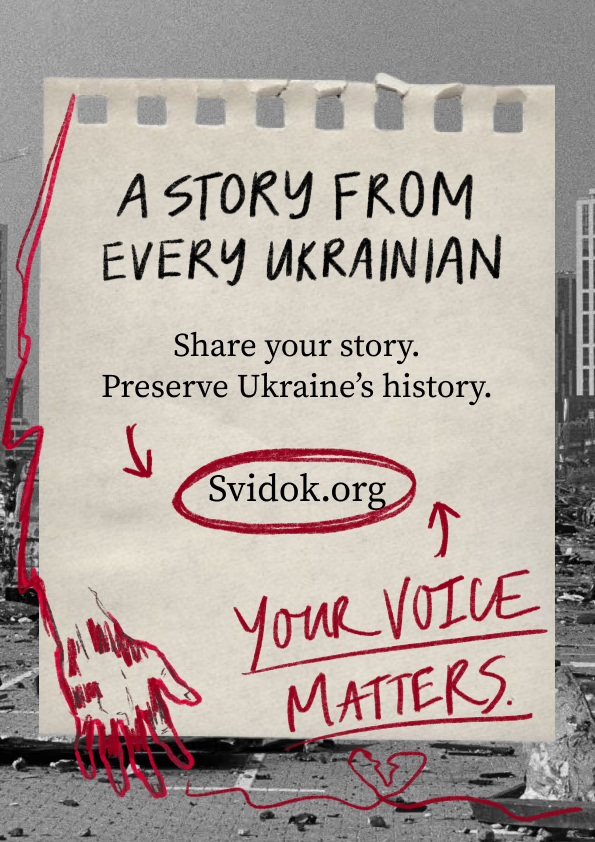 A STORY FROM
EVERY UKRAINIAN
Share your story.
Preserve Ukraine’s history.
Svidok.org
YOUR VOICE
MATTERS.